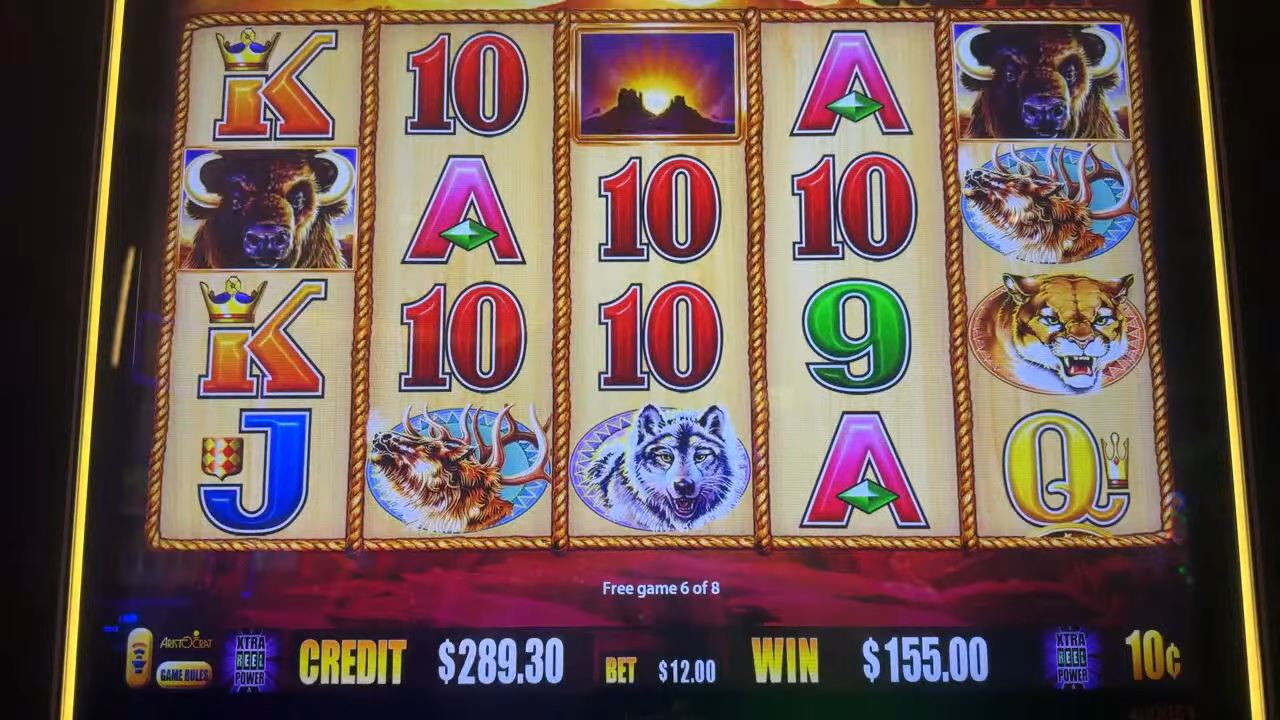 K 10 A
A 10 10
K 10 10 9
J A Q
Free game 6 of 8
ARISTOCRAT
GAME RULES
XTRA REEL POWER
CREDIT $289.30 BET $12.00 WIN $155.00
XTRA REEL POWER
10¢